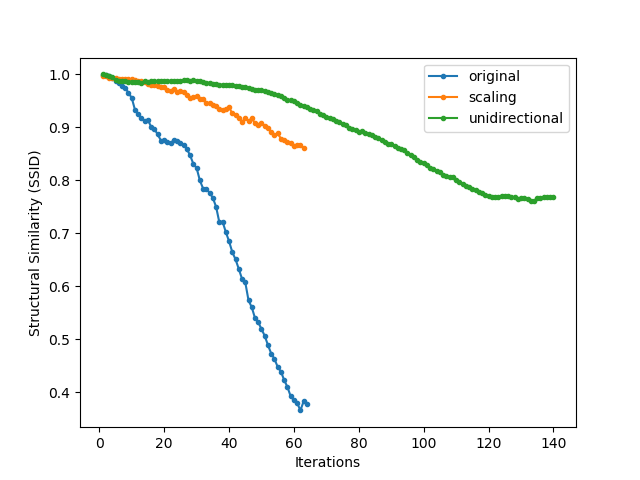 original
scaling
unidirectional
Structural Similarity (SSID)
1.0
0.9
0.8
0.7
0.6
0.5
0.4
0 20 40 60 80 100 120 140
Iterations